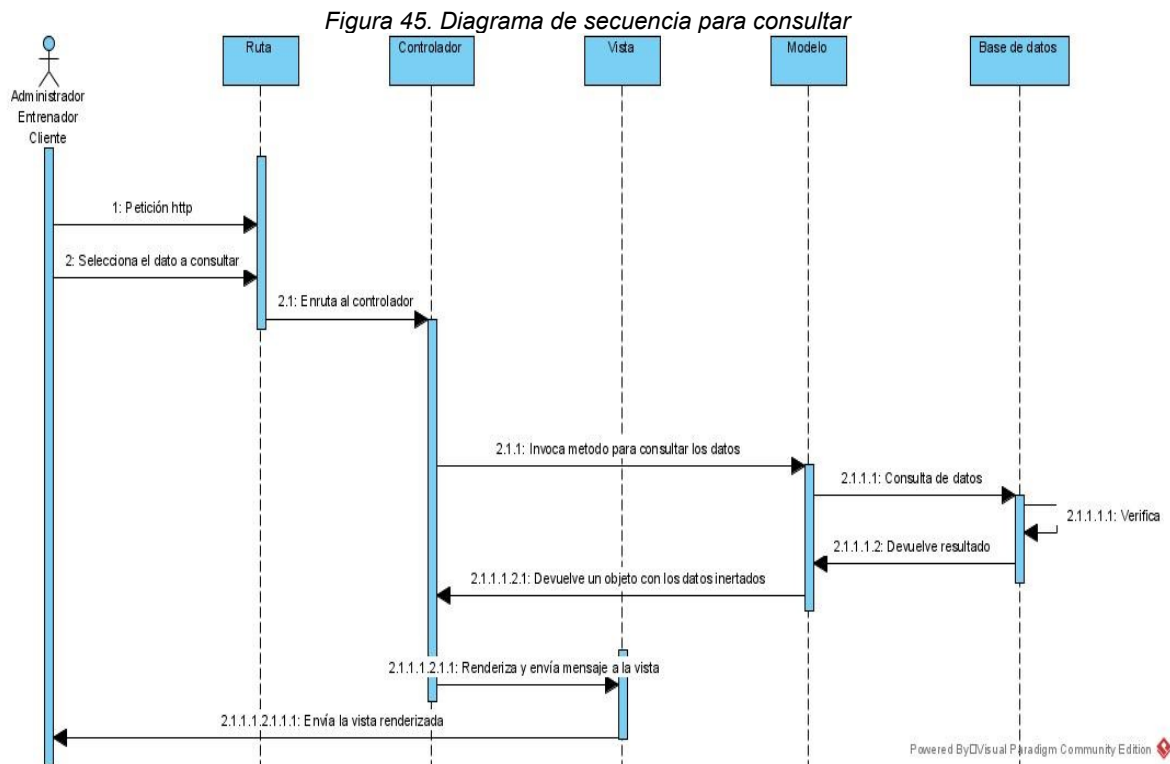 Figura 45. Diagrama de secuencia para consultar
Ruta
Controlador
Vista
Modelo
Base de datos
Administrador
Entrenador
Cliente
1: Petición http
2: Selecciona el dato a consultar
2.1: Enruta al controlador
2.1.1: Invoca metodo para consultar los datos
2.1.1.1: Consulta de datos
2.1.1.1.1: Verifica
2.1.1.1.2: Devuelve resultado
2.1.1.1.2.1: Devuelve un objeto con los datos inertados
2.1.1.1.2.1.1: Renderiza y envía mensaje a la vista
2.1.1.1.2.1.1.1: Envía la vista renderizada
Powered By□Visual Paradigm Community Edition